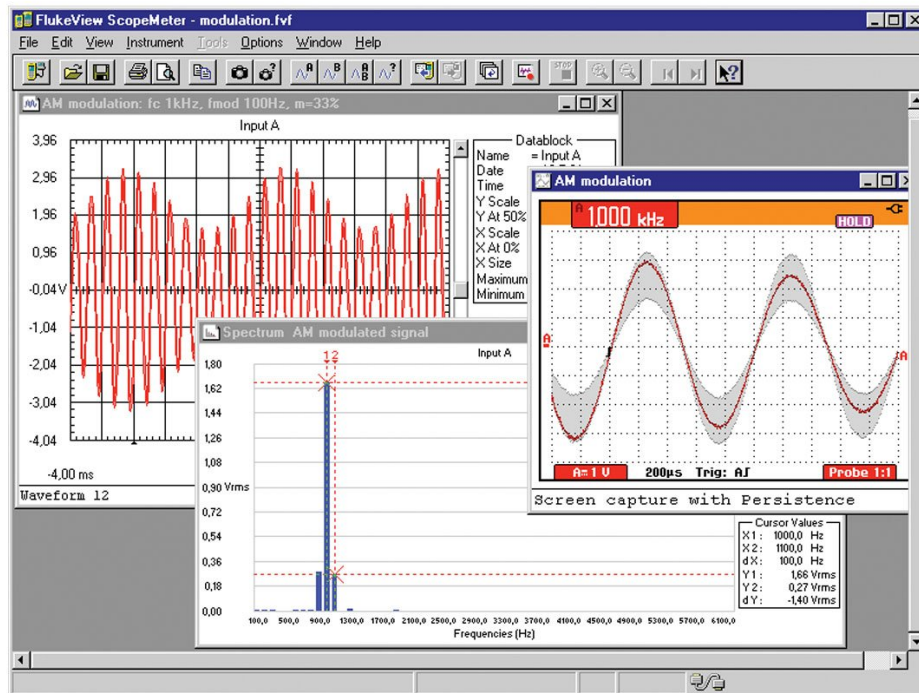 FlukeView ScopeMeter - modulation.fvf
File Edit View Instrument Tools Options Window Help
STOP
AM modulation: fc 1kHz, fmod 100Hz, m=33%
Input A
3,96
2,96
1,96
0,96
-0,04 V
-1,04
-2,04
-3,04
-4,04
-4,00 ms
Waveform 12
Datablock
Name = Input A
Date
Time
Y Scale
Y At 50%
X Scale
X At 0%
X Size
Maximum
Minimum
AM modulation
A 1.000 kHz
HOLD
A
A
A= 1 V 200µs Trig: A∫ Probe 1:1
Screen capture with Persistence
Spectrum AM modulated signal
Input A
12
1,80
1,62
1,44
1,26
1,08
0,90 Vrms
0,72
0,54
0,36
0,18
0,00
100,0 500,0 900,0 1300,0 1700,0 2100,0 2500,0 2900,0 3300,0 3700,0 4100,0 4500,0 4900,0 5300,0 5700,0 6100,0
Frequencies (Hz)
Cursor Values
X1: 1000,0 Hz
X2: 1100,0 Hz
dX: 100,0 Hz
Y1: 1,66 Vrms
Y2: 0,27 Vrms
dY: -1,40 Vrms